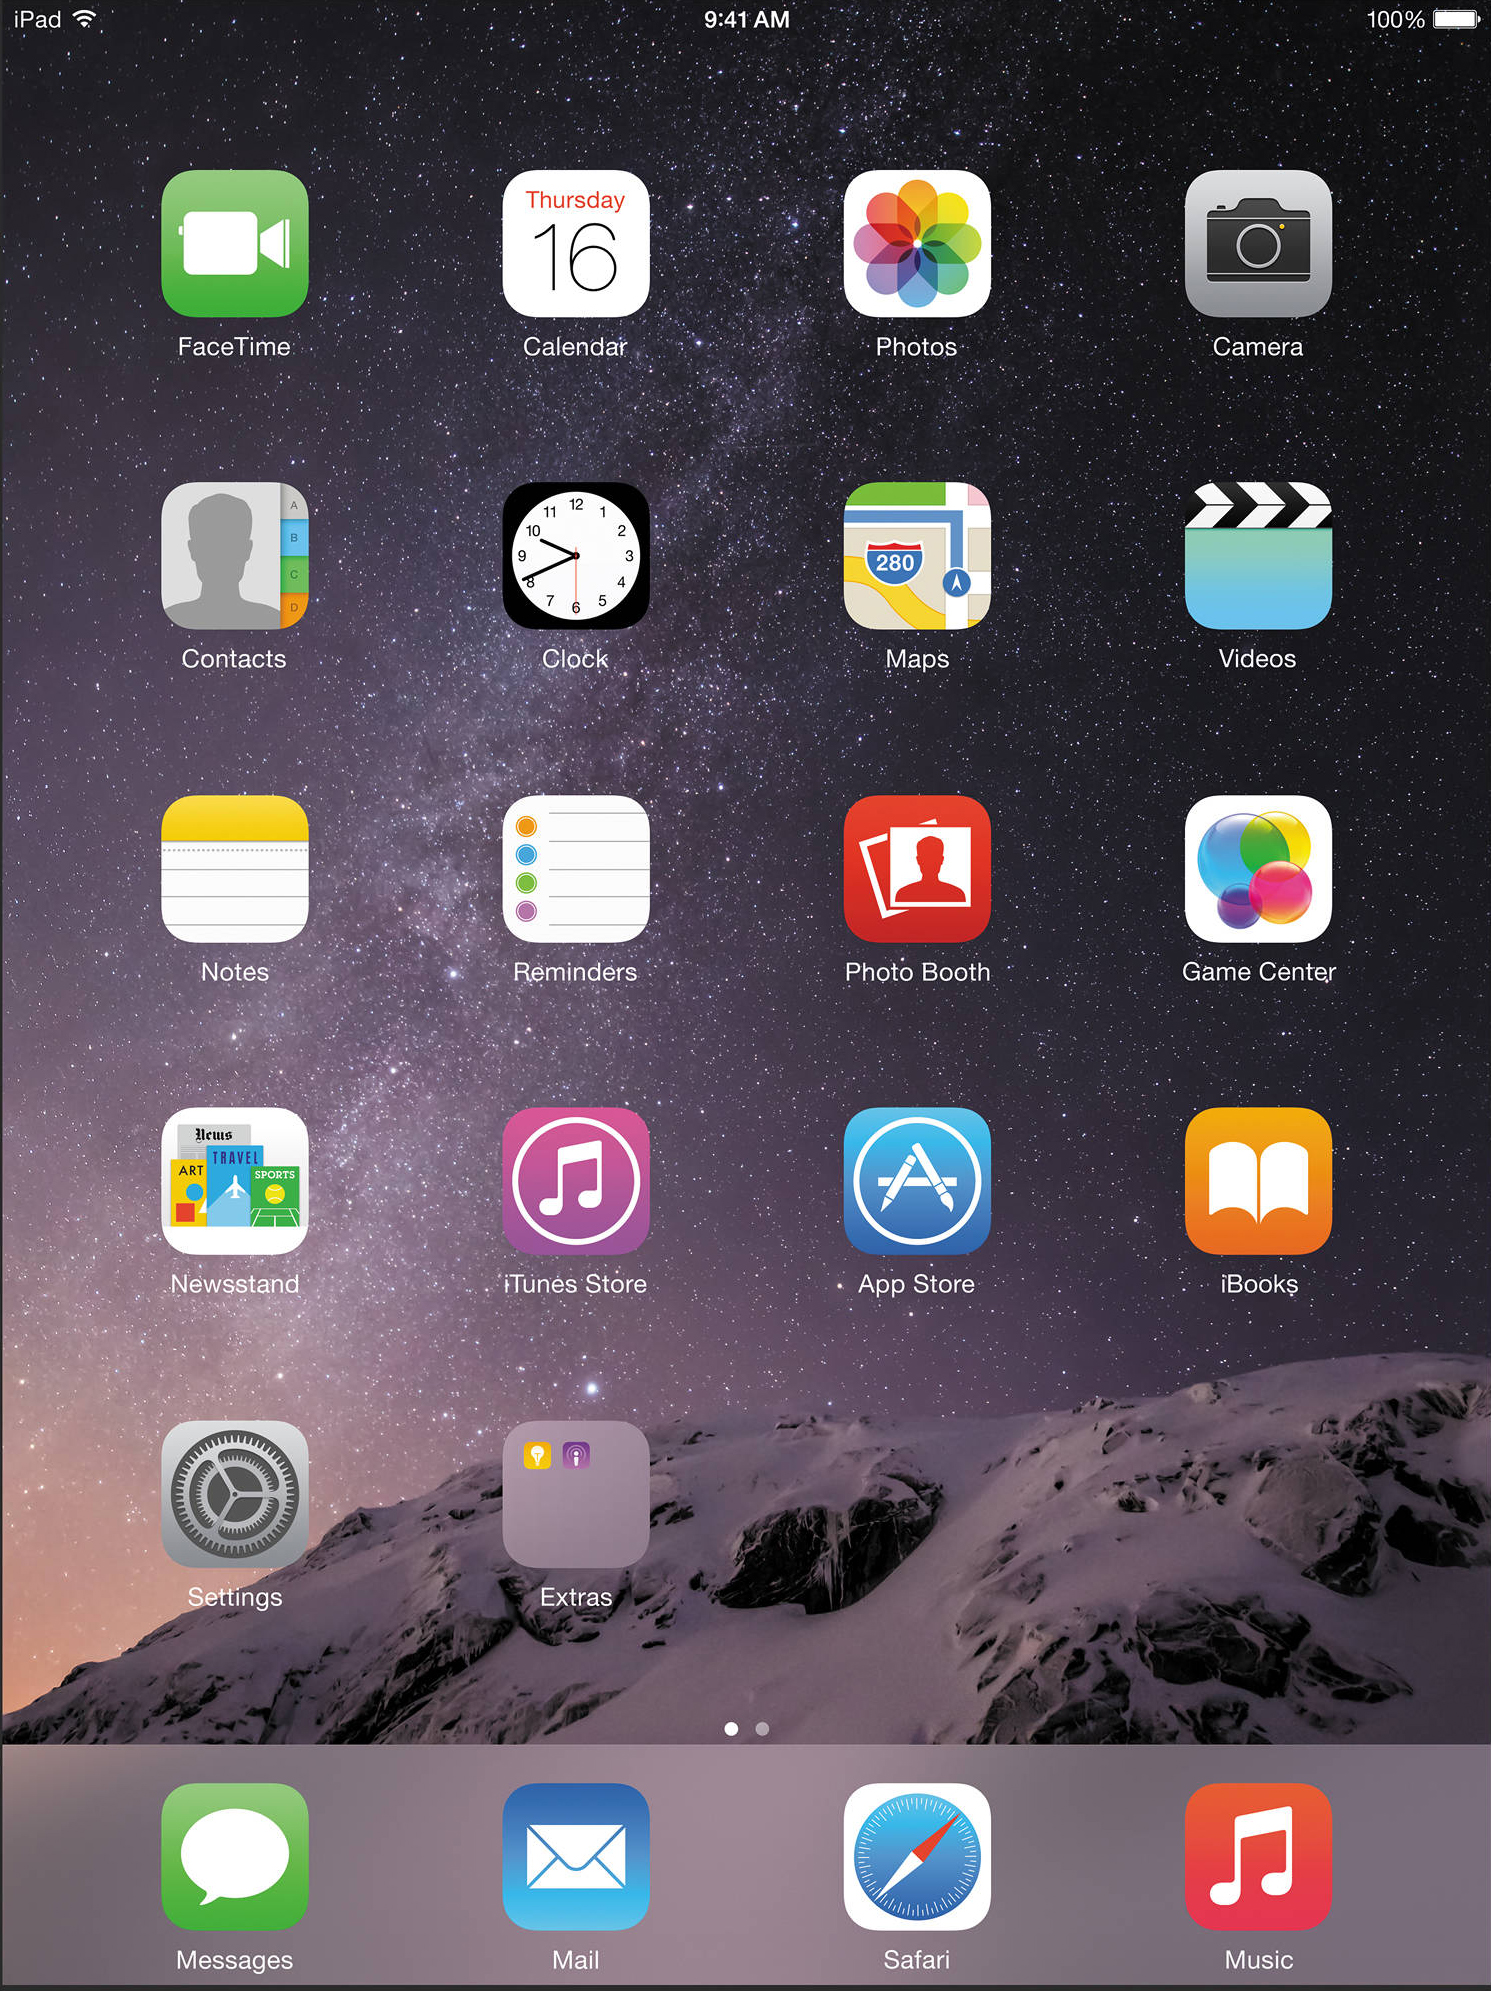 iPad 9:41 AM 100%
Thursday
16
FaceTime Calendar Photos Camera
A
B
C
D
12
11 1
10 2
9 3
8 4
7 5
6
280
Contacts Clock Maps Videos
Notes Reminders Photo Booth Game Center
News
TRAVEL
ART
SPORTS
Newsstand iTunes Store App Store iBooks
Settings Extras
Messages Mail Safari Music